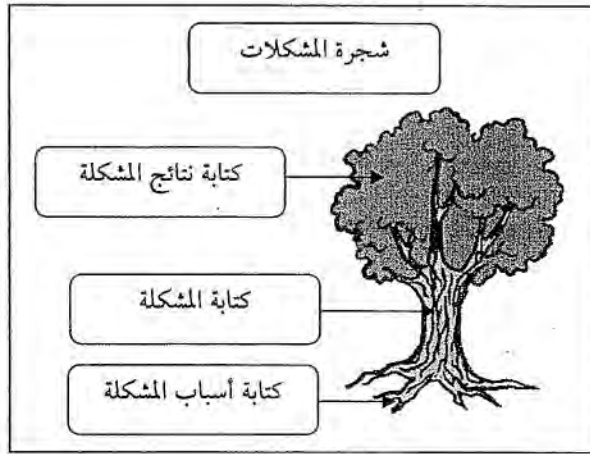 شجرة المشكلات
كتابة نتائج المشكلة
كتابة المشكلة
كتابة أسباب المشكلة